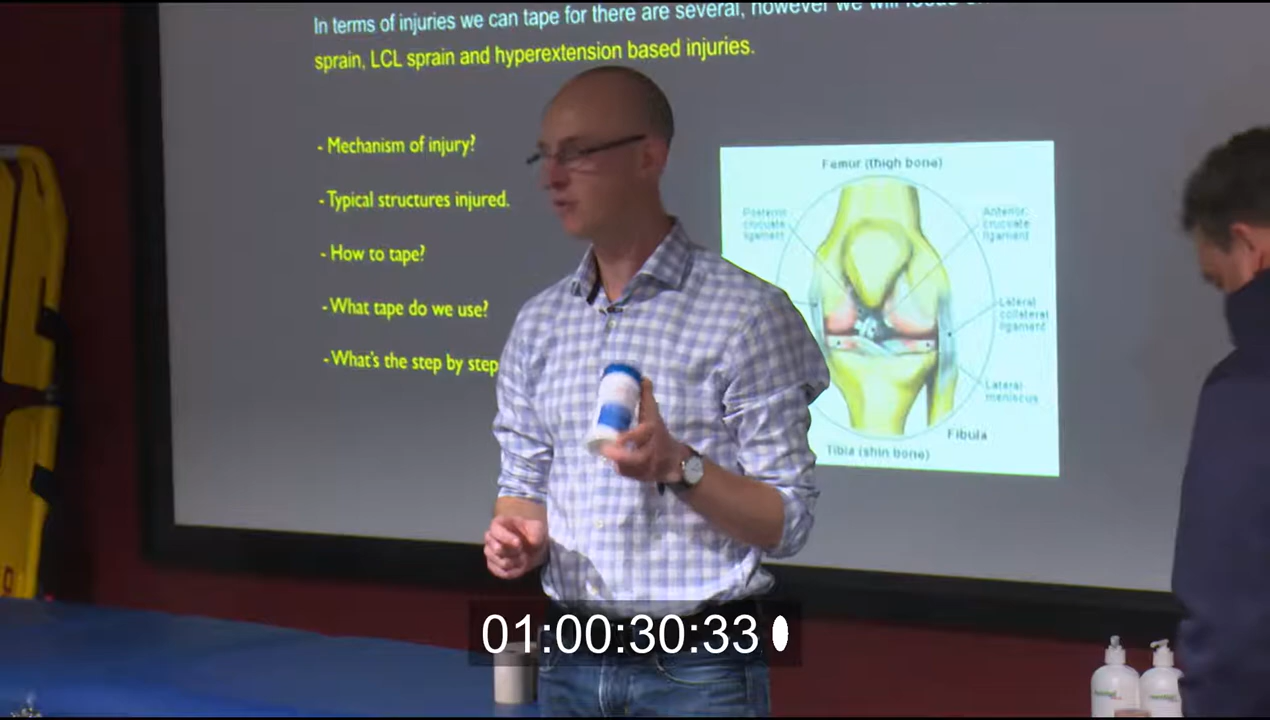 In terms of injuries we can tape for there are several, however we will focus
sprain, LCL sprain and hyperextension based injuries.
- Mechanism of injury?
- Typical structures injured.
- How to tape?
- What tape do we use?
- What's the step by step
Femur (thigh bone)
Posterior
cruciate
ligament
Anterior
cruciate
ligament
Lateral
collateral
ligament
Lateral
meniscus
Fibula
Tibia (shin bone)
01:00:30:33